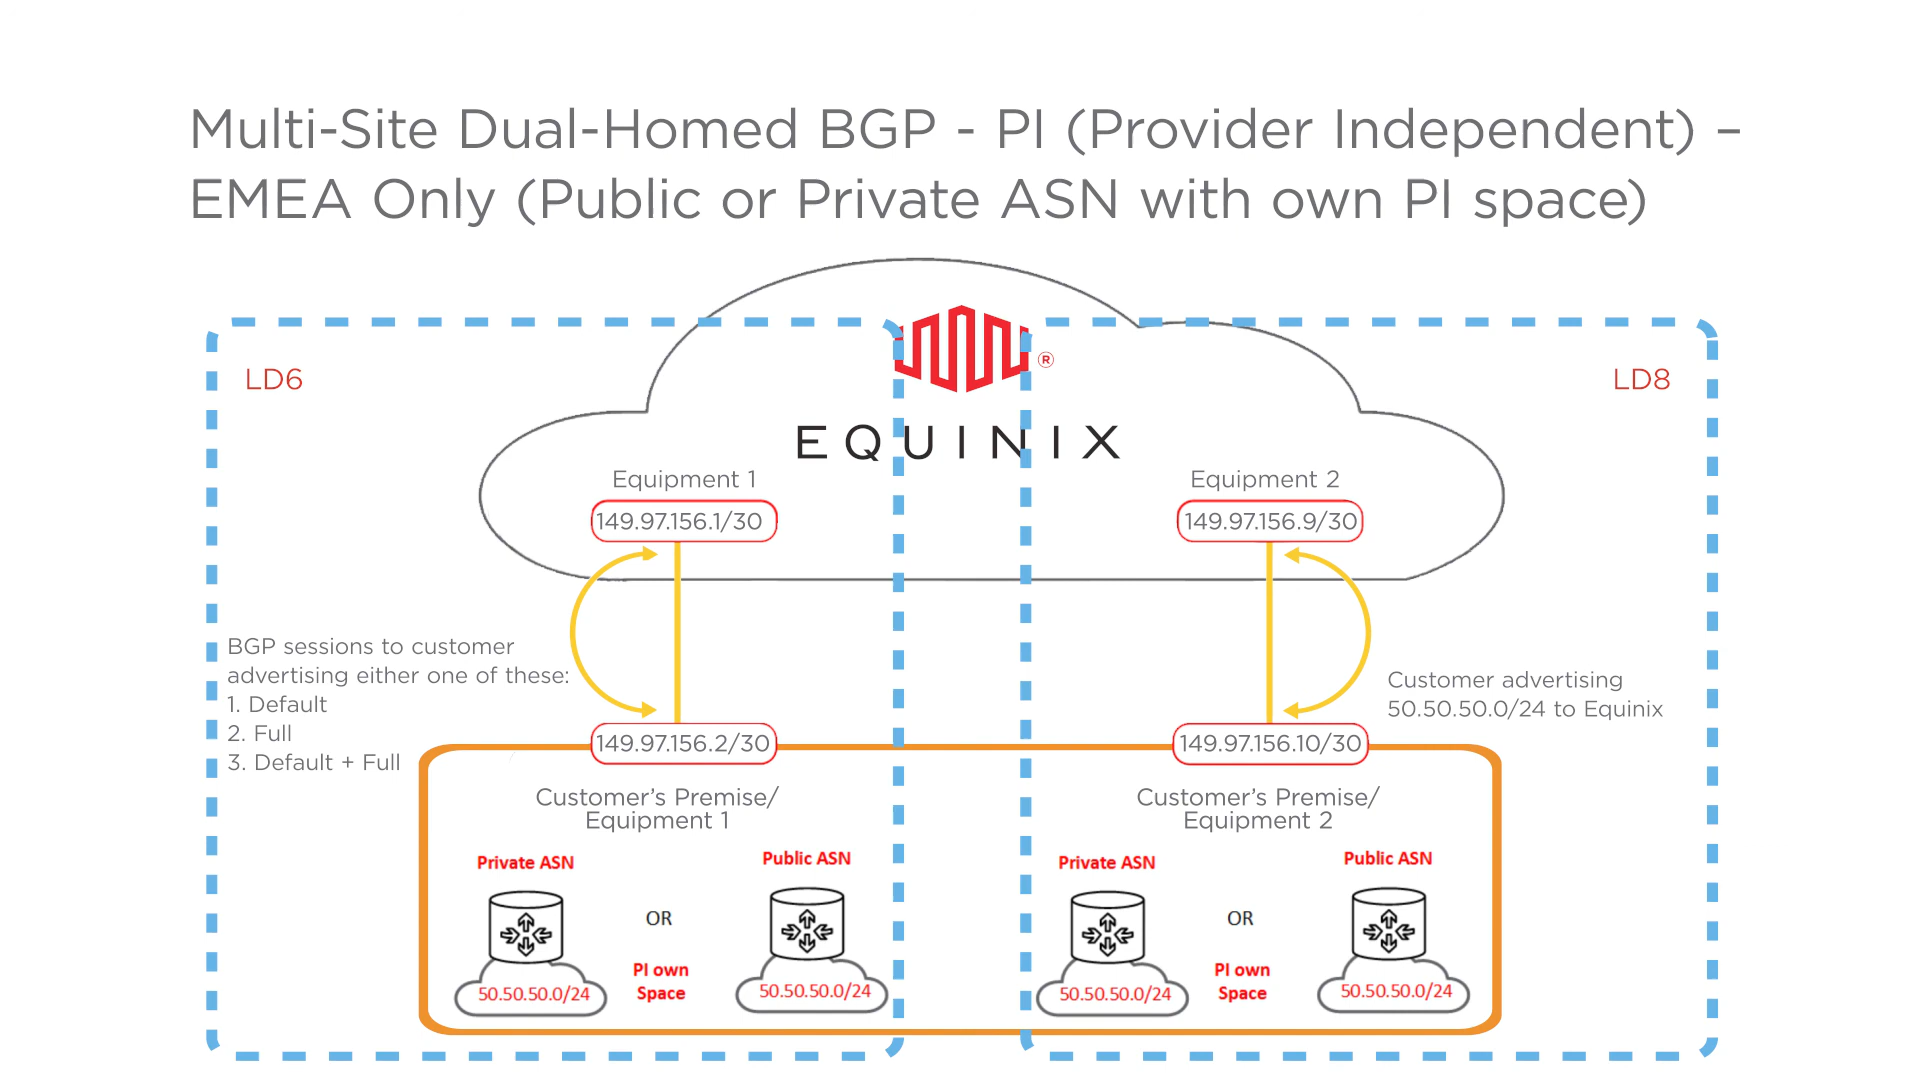 Multi-Site Dual-Homed BGP - PI (Provider Independent) –
EMEA Only (Public or Private ASN with own PI space)
LD6
LD8
®
EQUINIX
Equipment 1
149.97.156.1/30
Equipment 2
149.97.156.9/30
BGP sessions to customer
advertising either one of these:
1. Default
2. Full
3. Default + Full
Customer advertising
50.50.50.0/24 to Equinix
149.97.156.2/30
149.97.156.10/30
Customer’s Premise/
Equipment 1
Private ASN
Public ASN
OR
PI own
Space
50.50.50.0/24
50.50.50.0/24
Customer’s Premise/
Equipment 2
Private ASN
Public ASN
OR
PI own
Space
50.50.50.0/24
50.50.50.0/24